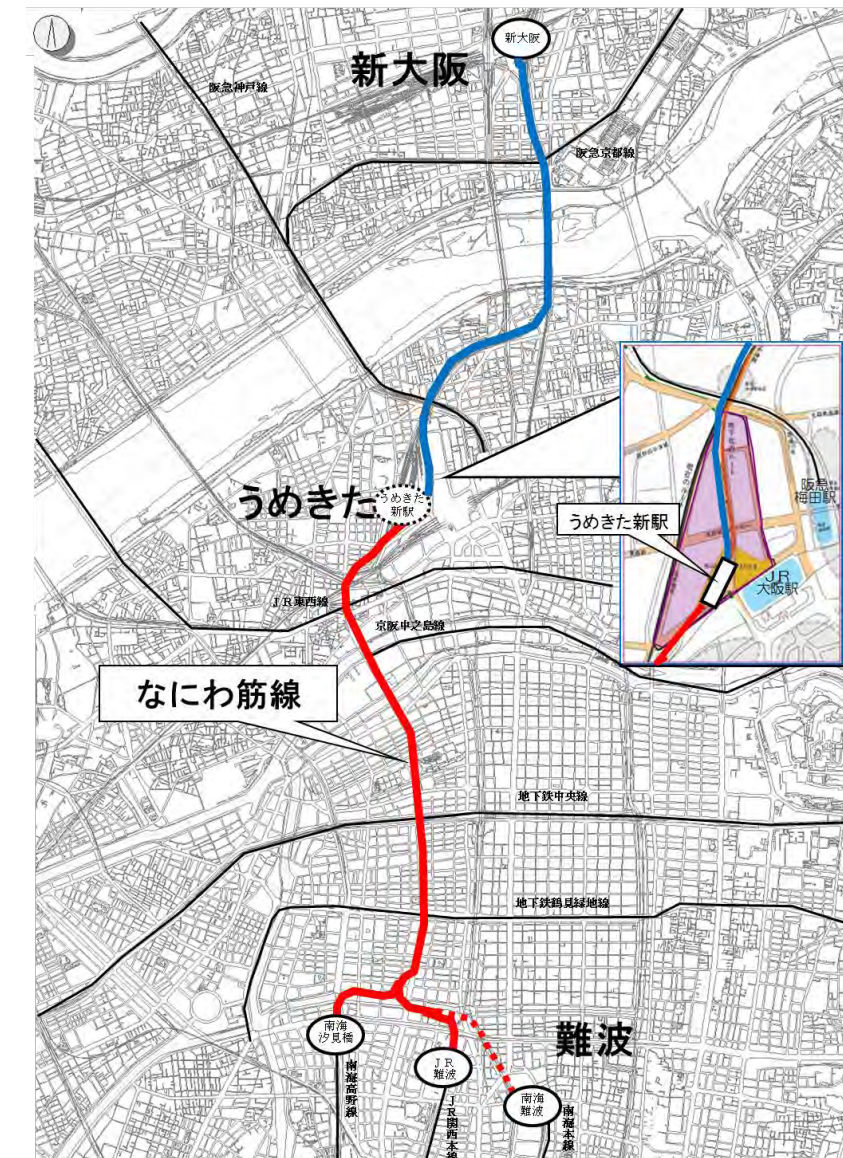 新大阪
新大阪
阪急神戸線
阪急京都線
うめきた
うめきた
新駅
うめきた新駅
阪急
梅田駅
JR
大阪駅
JR東西線
京阪中之島線
なにわ筋線
地下鉄中央線
地下鉄鶴見緑地線
難波
南海
汐見橋
JR
難波
南海
難波
南海高野線
JR関西本線
南海本線